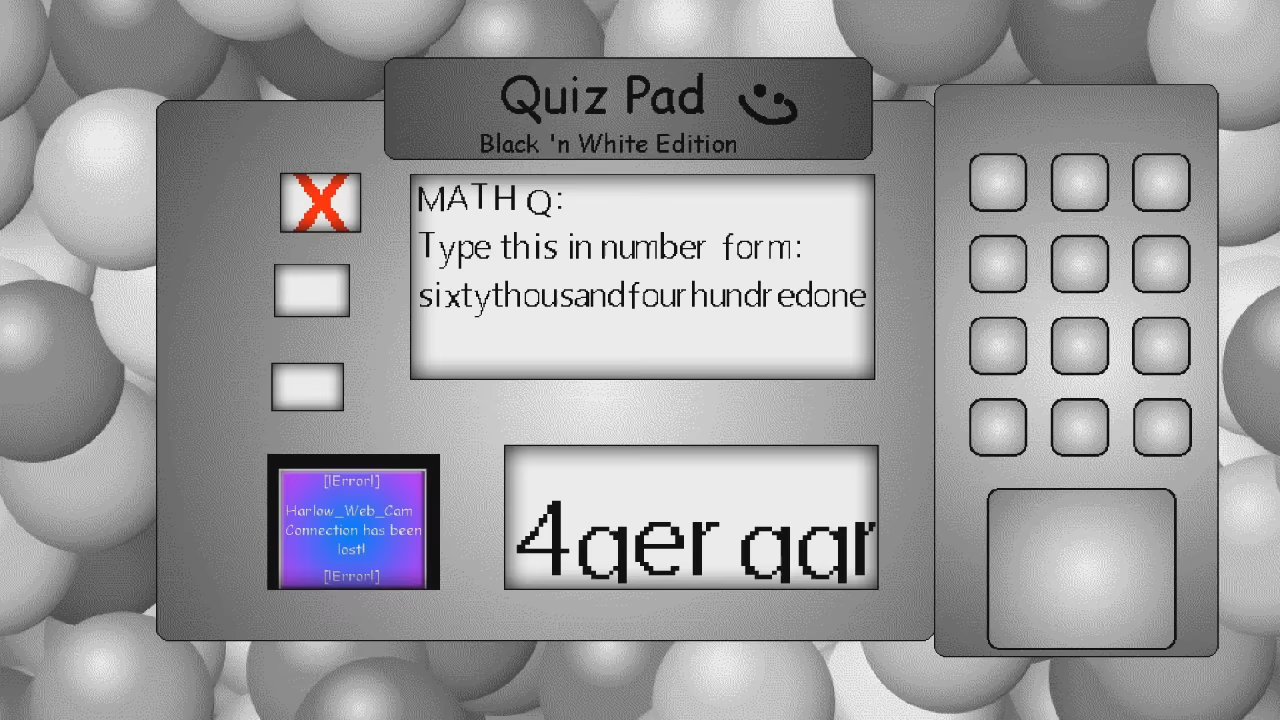 Quiz Pad
Black 'n White Edition
X
MATH Q:
Type this in number form:
sixtythousandfourhundredone
[!Error!]
Harlow_Web_Cam
Connection has been
lost!
[!Error!]
4qer qqr